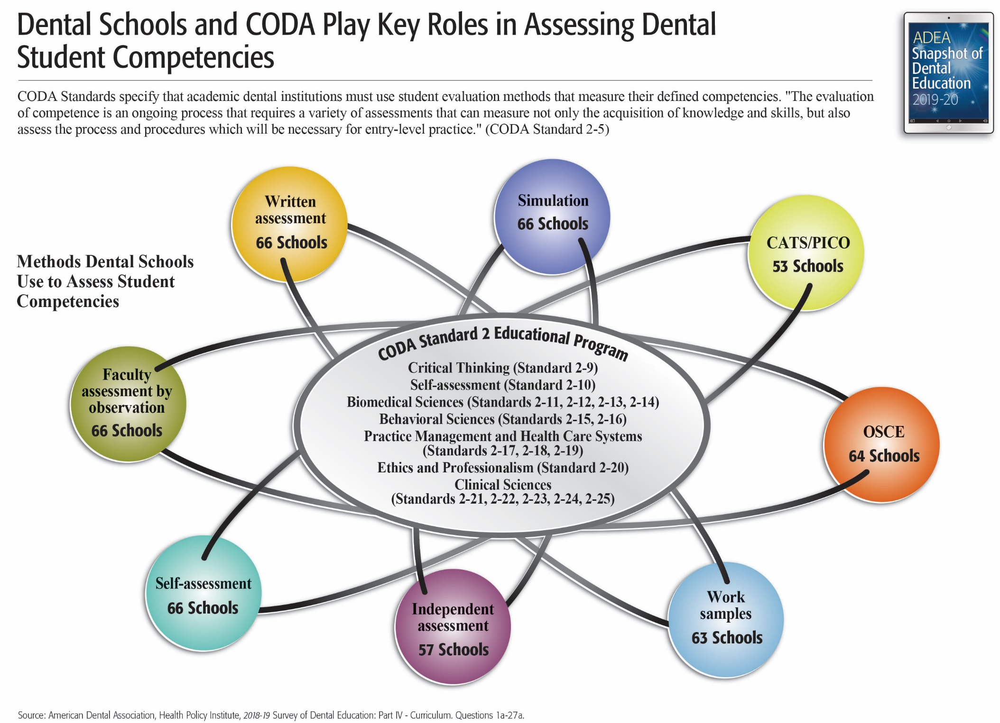 Dental Schools and CODA Play Key Roles in Assessing Dental
Student Competencies
ADEA
Snapshot of
Dental
Education
2019-20
CODA Standards specify that academic dental institutions must use student evaluation methods that measure their defined competencies. "The evaluation
of competence is an ongoing process that requires a variety of assessments that can measure not only the acquisition of knowledge and skills, but also
assess the process and procedures which will be necessary for entry-level practice." (CODA Standard 2-5)
Methods Dental Schools
Use to Assess Student
Competencies
Written
assessment
66 Schools
Simulation
66 Schools
CATS/PICO
53 Schools
Faculty
assessment by
observation
66 Schools
CODA Standard 2 Educational Program
Critical Thinking (Standard 2-9)
Self-assessment (Standard 2-10)
Biomedical Sciences (Standards 2-11, 2-12, 2-13, 2-14)
Behavioral Sciences (Standards 2-15, 2-16)
Practice Management and Health Care Systems
(Standards 2-17, 2-18, 2-19)
Ethics and Professionalism (Standard 2-20)
Clinical Sciences
(Standards 2-21, 2-22, 2-23, 2-24, 2-25)
OSCE
64 Schools
Self-assessment
66 Schools
Independent
assessment
57 Schools
Work
samples
63 Schools
Source: American Dental Association, Health Policy Institute, 2018-19 Survey of Dental Education: Part IV - Curriculum. Questions 1a-27a.